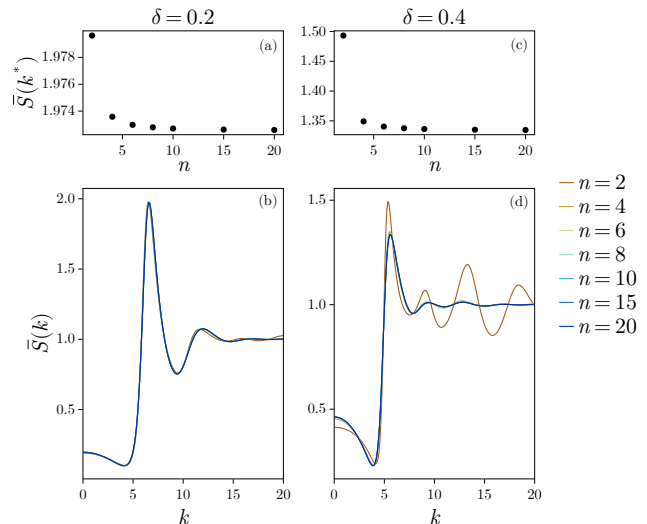 δ = 0.2
δ = 0.4
(a)
1.978
1.976
1.974
S̄(k*)
5 10 15 20
n
(c)
1.50
1.45
1.40
1.35
5 10 15 20
n
(b)
2.0
1.5
1.0
0.5
S̄(k)
0 5 10 15 20
k
(d)
1.5
1.0
0.5
0 5 10 15 20
k
n = 2
n = 4
n = 6
n = 8
n = 10
n = 15
n = 20